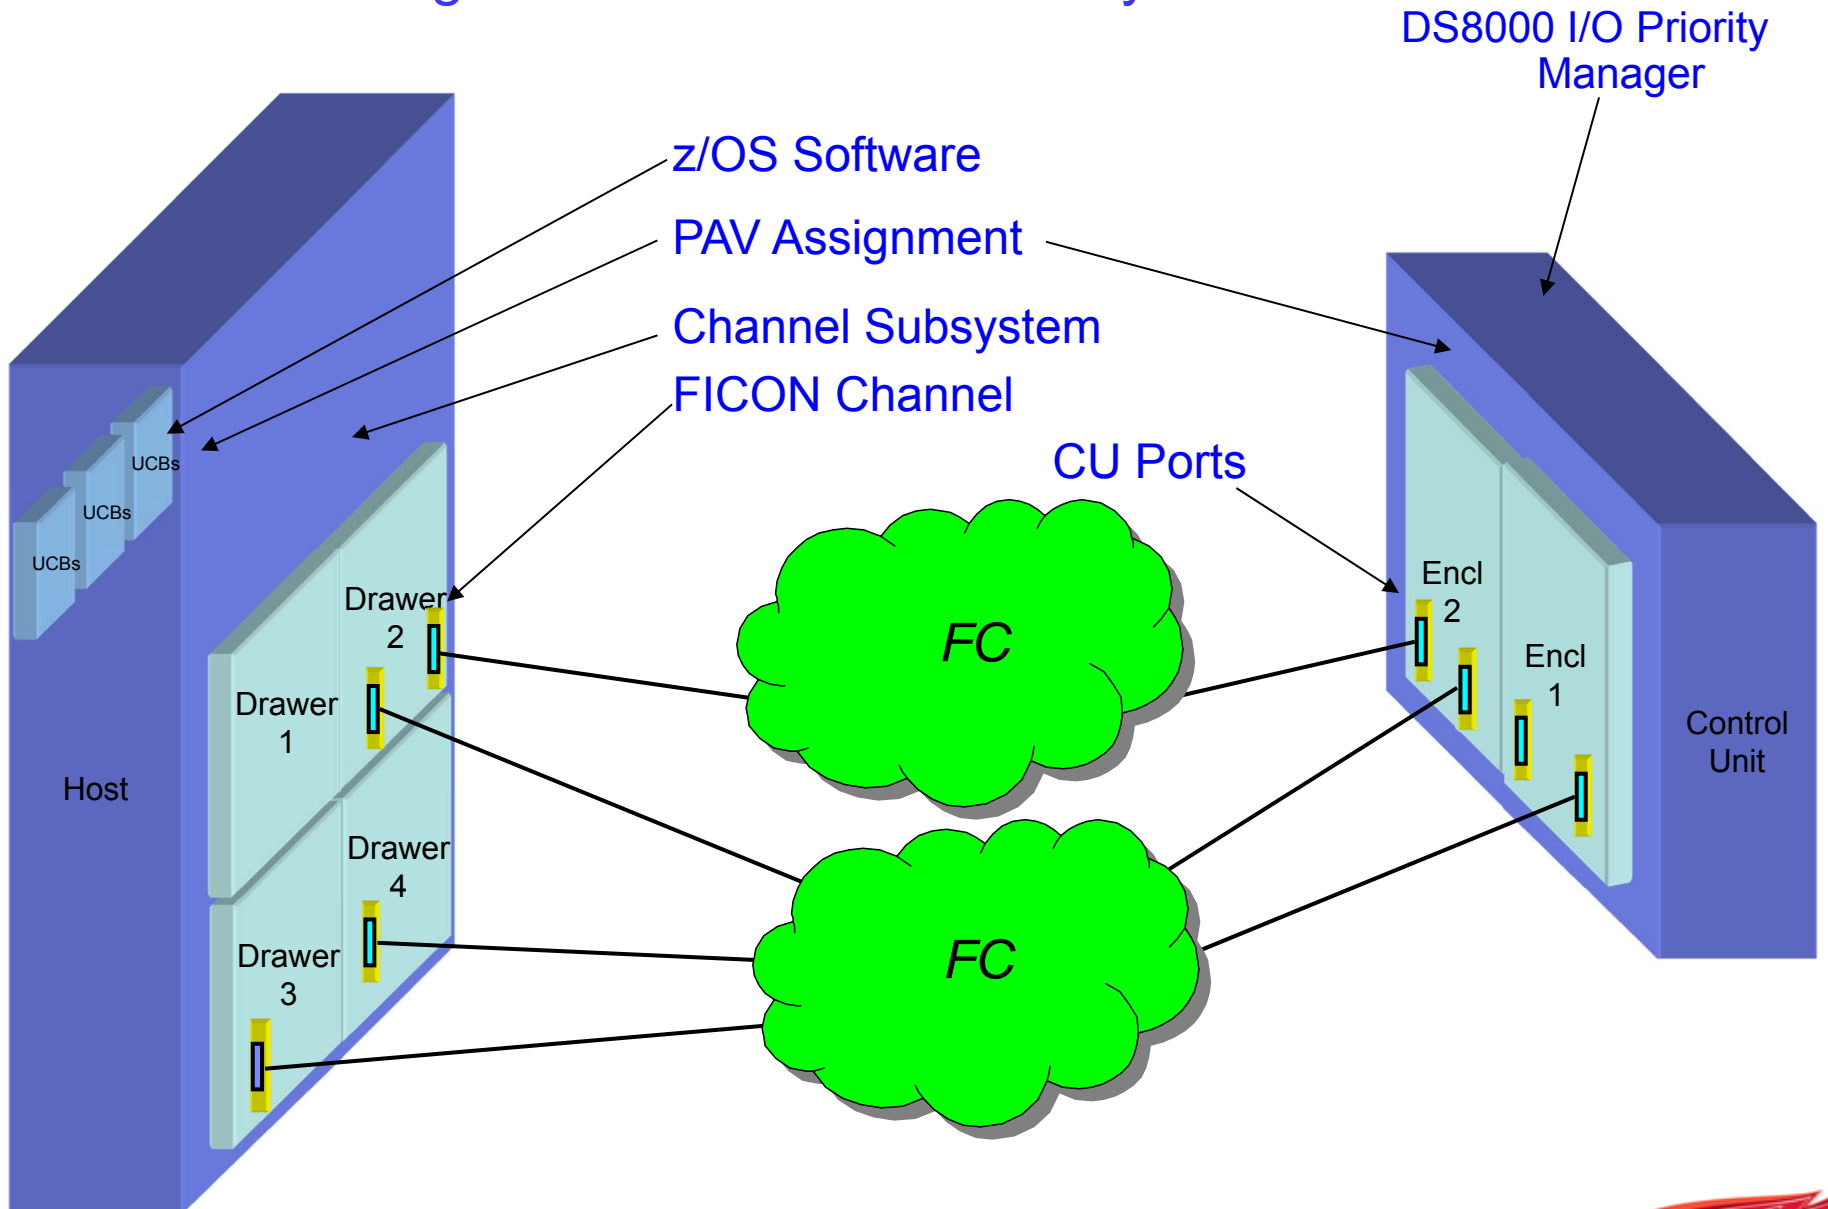 DS8000 I/O Priority
Manager
z/OS Software
PAV Assignment
Channel Subsystem
FICON Channel
CU Ports
UCBs
UCBs
UCBs
Drawer
2
Drawer
1
Drawer
4
Drawer
3
Host
FC
FC
Encl
2
Encl
1
Control
Unit